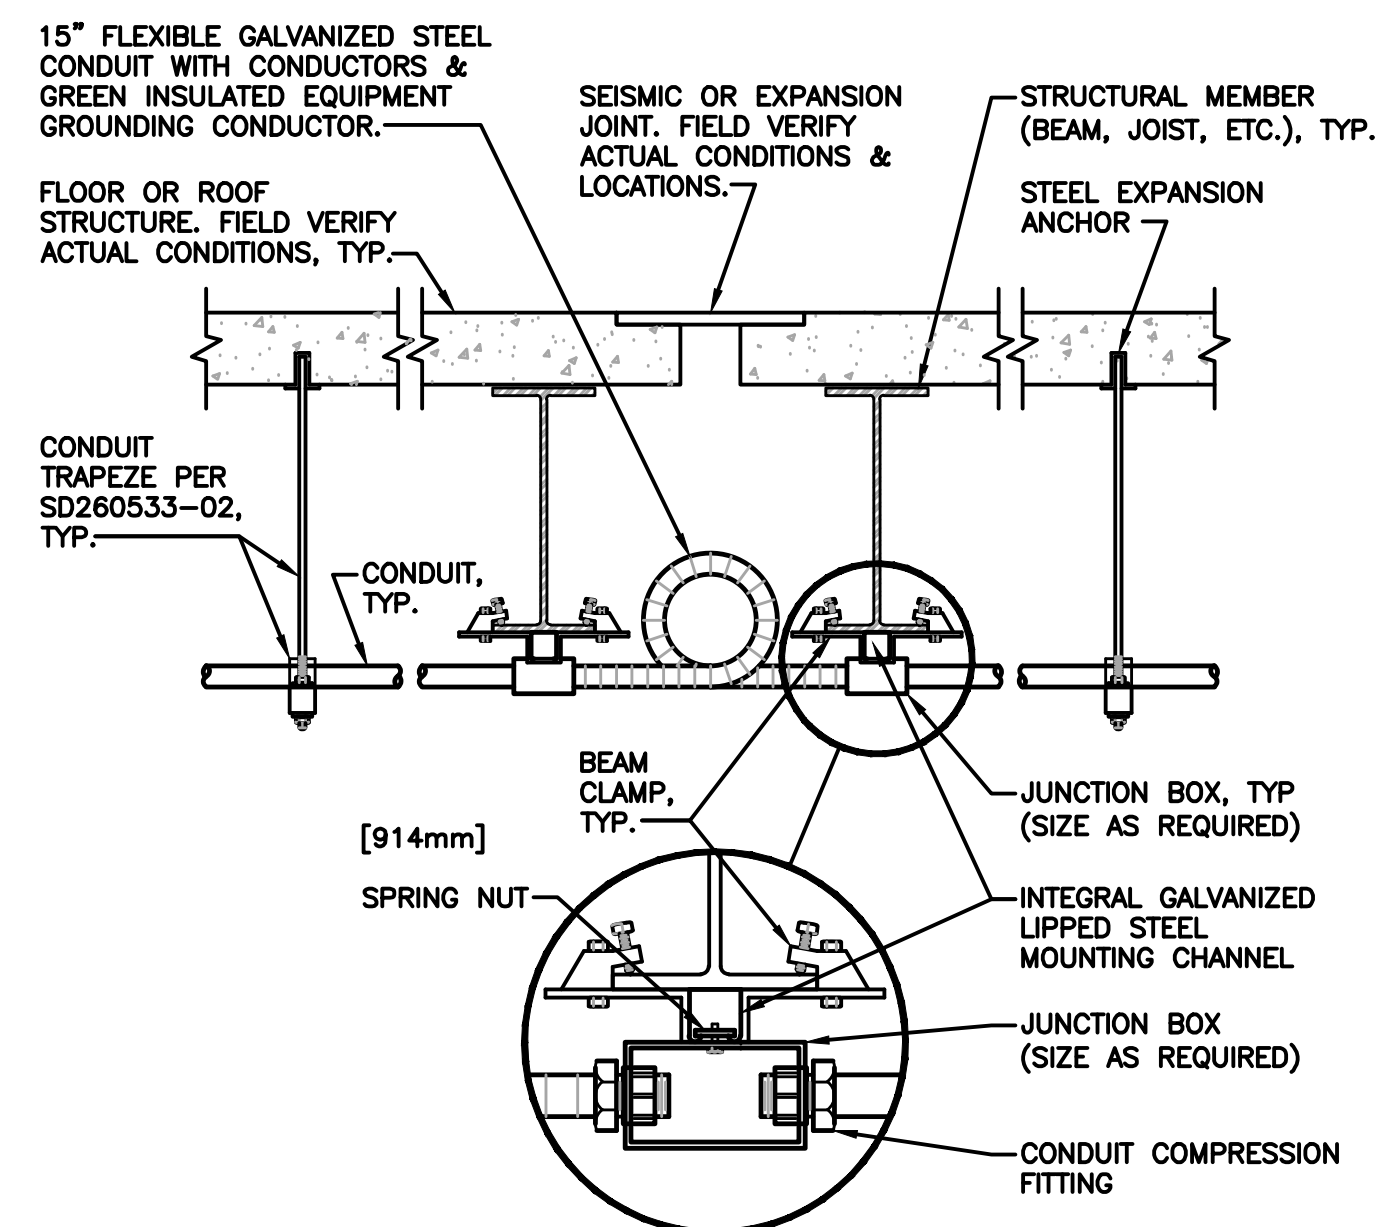 15" FLEXIBLE GALVANIZED STEEL
CONDUIT WITH CONDUCTORS &
GREEN INSULATED EQUIPMENT
GROUNDING CONDUCTOR.
FLOOR OR ROOF
STRUCTURE. FIELD VERIFY
ACTUAL CONDITIONS, TYP.
SEISMIC OR EXPANSION
JOINT. FIELD VERIFY
ACTUAL CONDITIONS &
LOCATIONS.
STRUCTURAL MEMBER
(BEAM, JOIST, ETC.), TYP.
STEEL EXPANSION
ANCHOR
CONDUIT
TRAPEZE PER
SD260533-02,
TYP.
CONDUIT,
TYP.
BEAM
CLAMP,
TYP.
[914mm]
SPRING NUT
JUNCTION BOX, TYP
(SIZE AS REQUIRED)
INTEGRAL GALVANIZED
LIPPED STEEL
MOUNTING CHANNEL
JUNCTION BOX
(SIZE AS REQUIRED)
CONDUIT COMPRESSION
FITTING